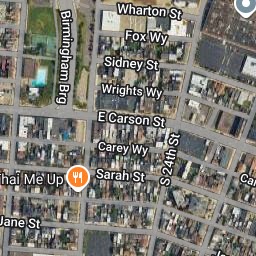 Wharton St
Fox Wy
Birmingham Brg
Sidney St
Wrights Wy
E Carson St
S 24th St
Carey Wy
Thai Me Up
Sarah St
Jane St